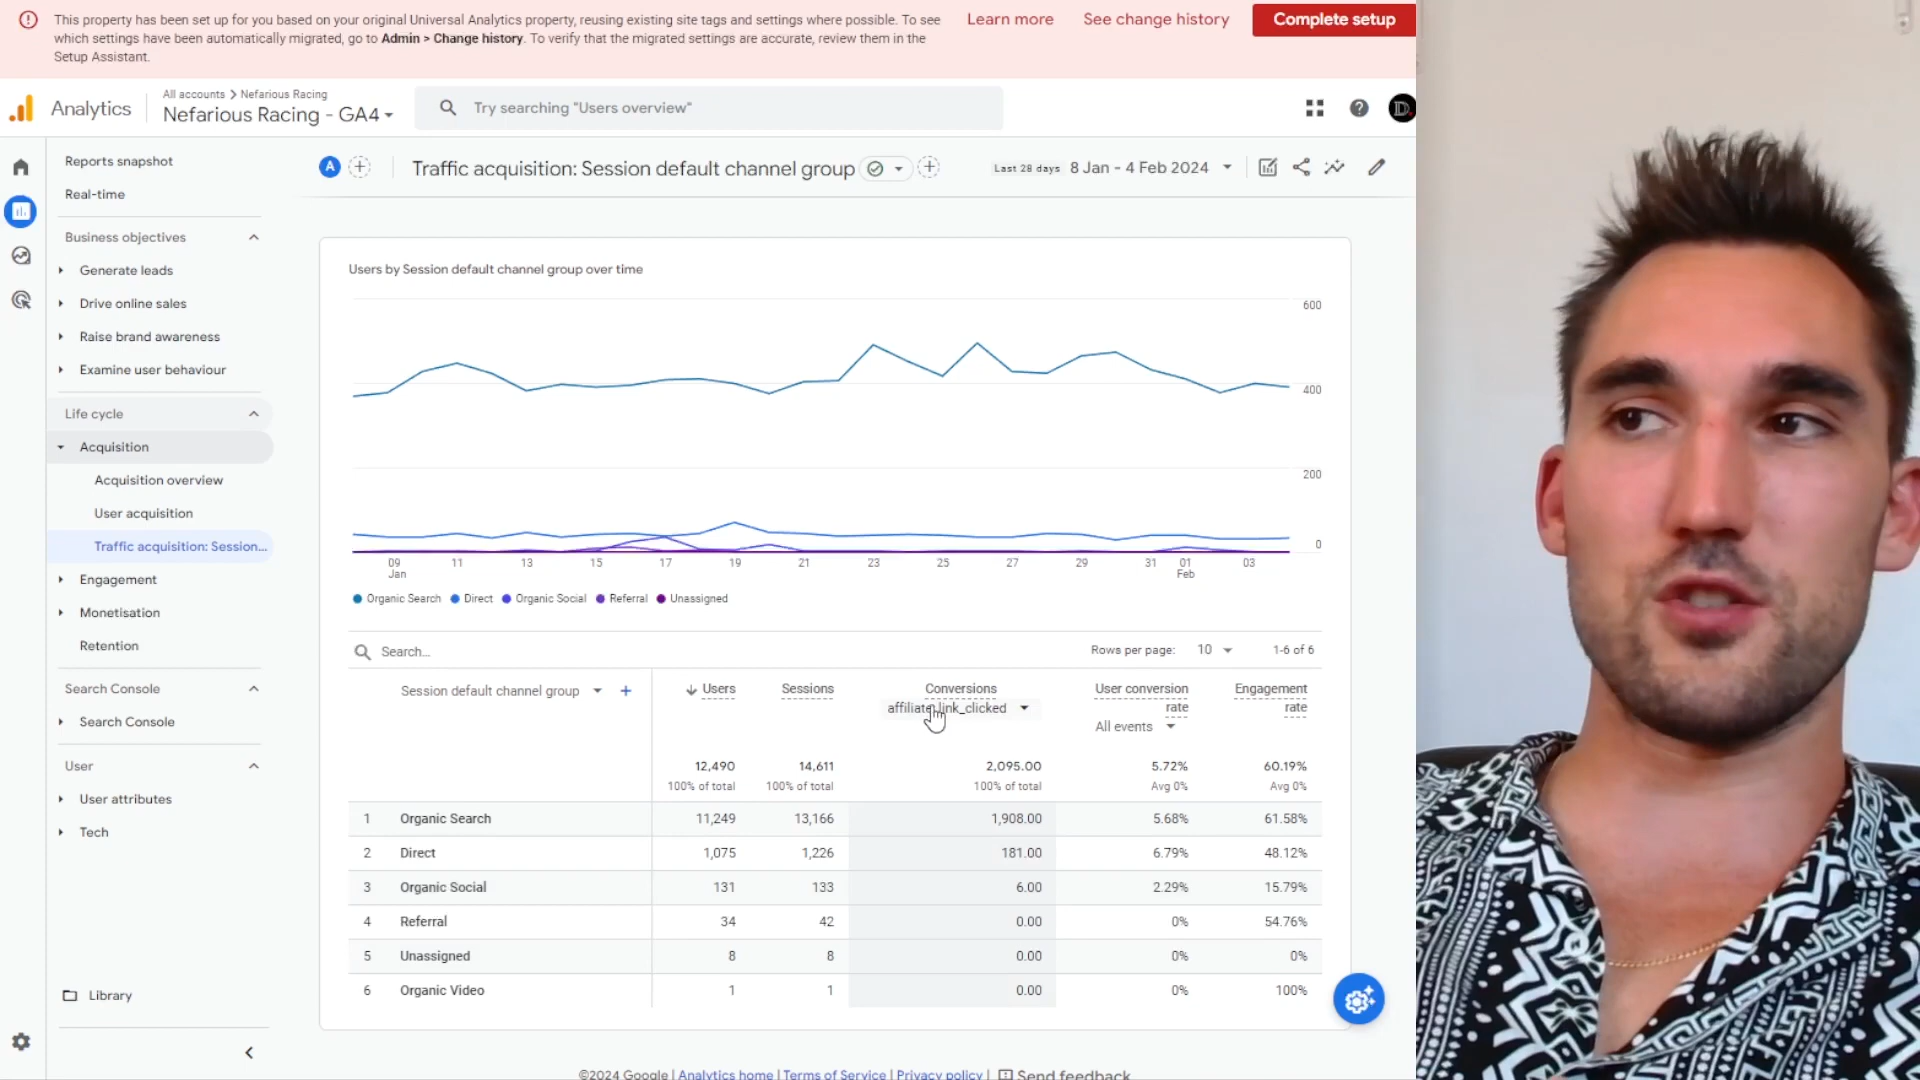 This property has been set up for you based on your original Universal Analytics property, reusing existing site tags and settings where possible. To see
which settings have been automatically migrated, go to Admin > Change history. To verify that the migrated settings are accurate, review them in the
Setup Assistant.
Learn more
See change history
Complete setup
Analytics
All accounts > Nefarious Racing
Nefarious Racing - GA4
Try searching "Users overview"
Reports snapshot
Real-time
Business objectives
Generate leads
Drive online sales
Raise brand awareness
Examine user behaviour
Life cycle
Acquisition
Acquisition overview
User acquisition
Traffic acquisition: Session...
Engagement
Monetisation
Retention
Search Console
Search Console
User
User attributes
Tech
Library
A
Traffic acquisition: Session default channel group
Last 28 days 8 Jan - 4 Feb 2024
Users by Session default channel group over time
600
400
200
0
09 11 13 15 17 19 21 23 25 27 29 31 01 03
Jan Feb
Organic Search Direct Organic Social Referral Unassigned
Search...
Rows per page: 10 1-6 of 6
Session default channel group
Users Sessions Conversions User conversion Engagement
rate rate
affiliate_link_clicked
All events
12,490 14,611 2,095.00 5.72% 60.19%
100% of total 100% of total 100% of total Avg 0% Avg 0%
1 Organic Search 11,249 13,166 1,908.00 5.68% 61.58%
2 Direct 1,075 1,226 181.00 6.79% 48.12%
3 Organic Social 131 133 6.00 2.29% 15.79%
4 Referral 34 42 0.00 0% 54.76%
5 Unassigned 8 8 0.00 0% 0%
6 Organic Video 1 1 0.00 0% 100%
©2024 Google | Analytics home | Terms of Service | Privacy policy | Send feedback